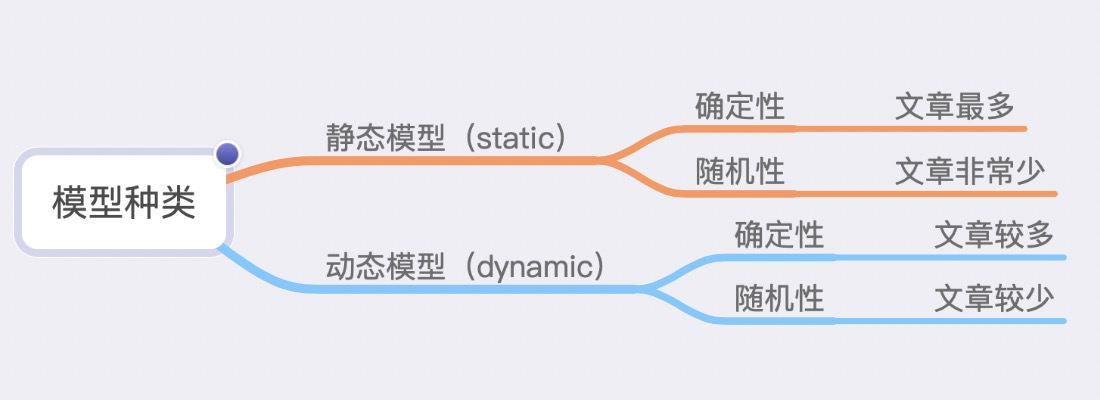 模型种类
静态模型（static）
确定性
文章最多
随机性
文章非常少
动态模型（dynamic）
确定性
文章较多
随机性
文章较少